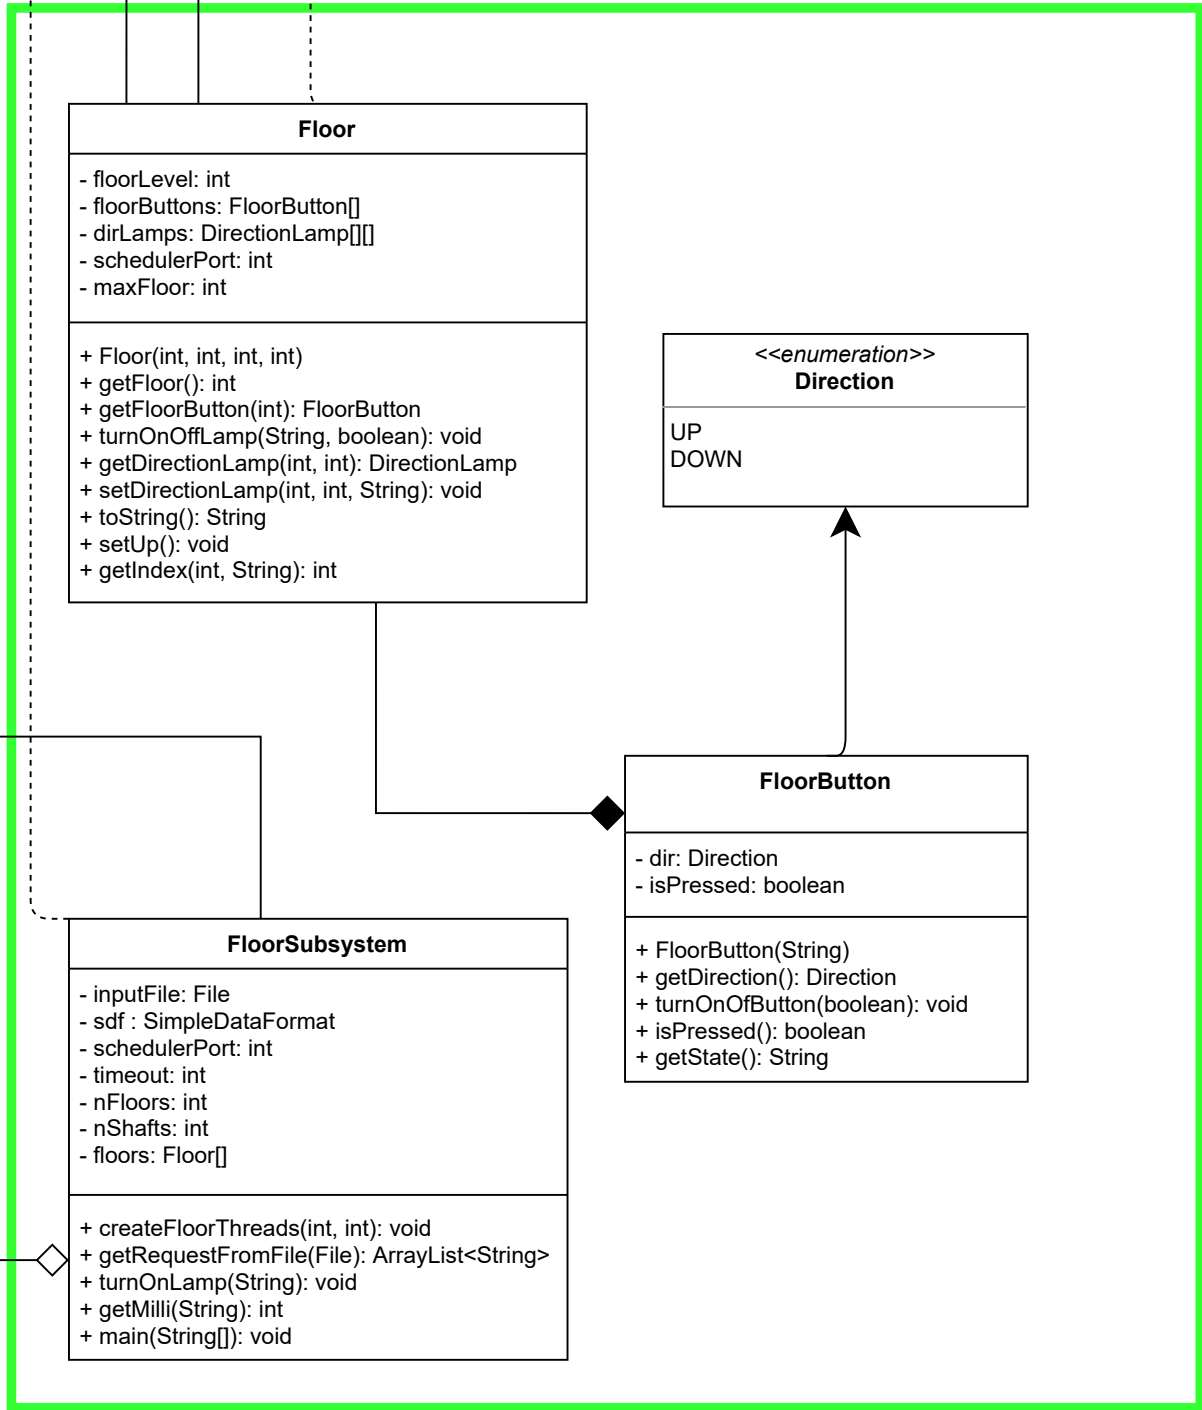 Floor
- floorLevel: int
- floorButtons: FloorButton[]
- dirLamps: DirectionLamp[][]
- schedulerPort: int
- maxFloor: int
+ Floor(int, int, int, int)
+ getFloor(): int
+ getFloorButton(int): FloorButton
+ turnOnOffLamp(String, boolean): void
+ getDirectionLamp(int, int): DirectionLamp
+ setDirectionLamp(int, int, String): void
+ toString(): String
+ setUp(): void
+ getIndex(int, String): int
<<enumeration>>
Direction
UP
DOWN
FloorButton
- dir: Direction
- isPressed: boolean
+ FloorButton(String)
+ getDirection(): Direction
+ turnOnOfButton(boolean): void
+ isPressed(): boolean
+ getState(): String
FloorSubsystem
- inputFile: File
- sdf : SimpleDataFormat
- schedulerPort: int
- timeout: int
- nFloors: int
- nShafts: int
- floors: Floor[]
+ createFloorThreads(int, int): void
+ getRequestFromFile(File): ArrayList<String>
+ turnOnLamp(String): void
+ getMilli(String): int
+ main(String[]): void